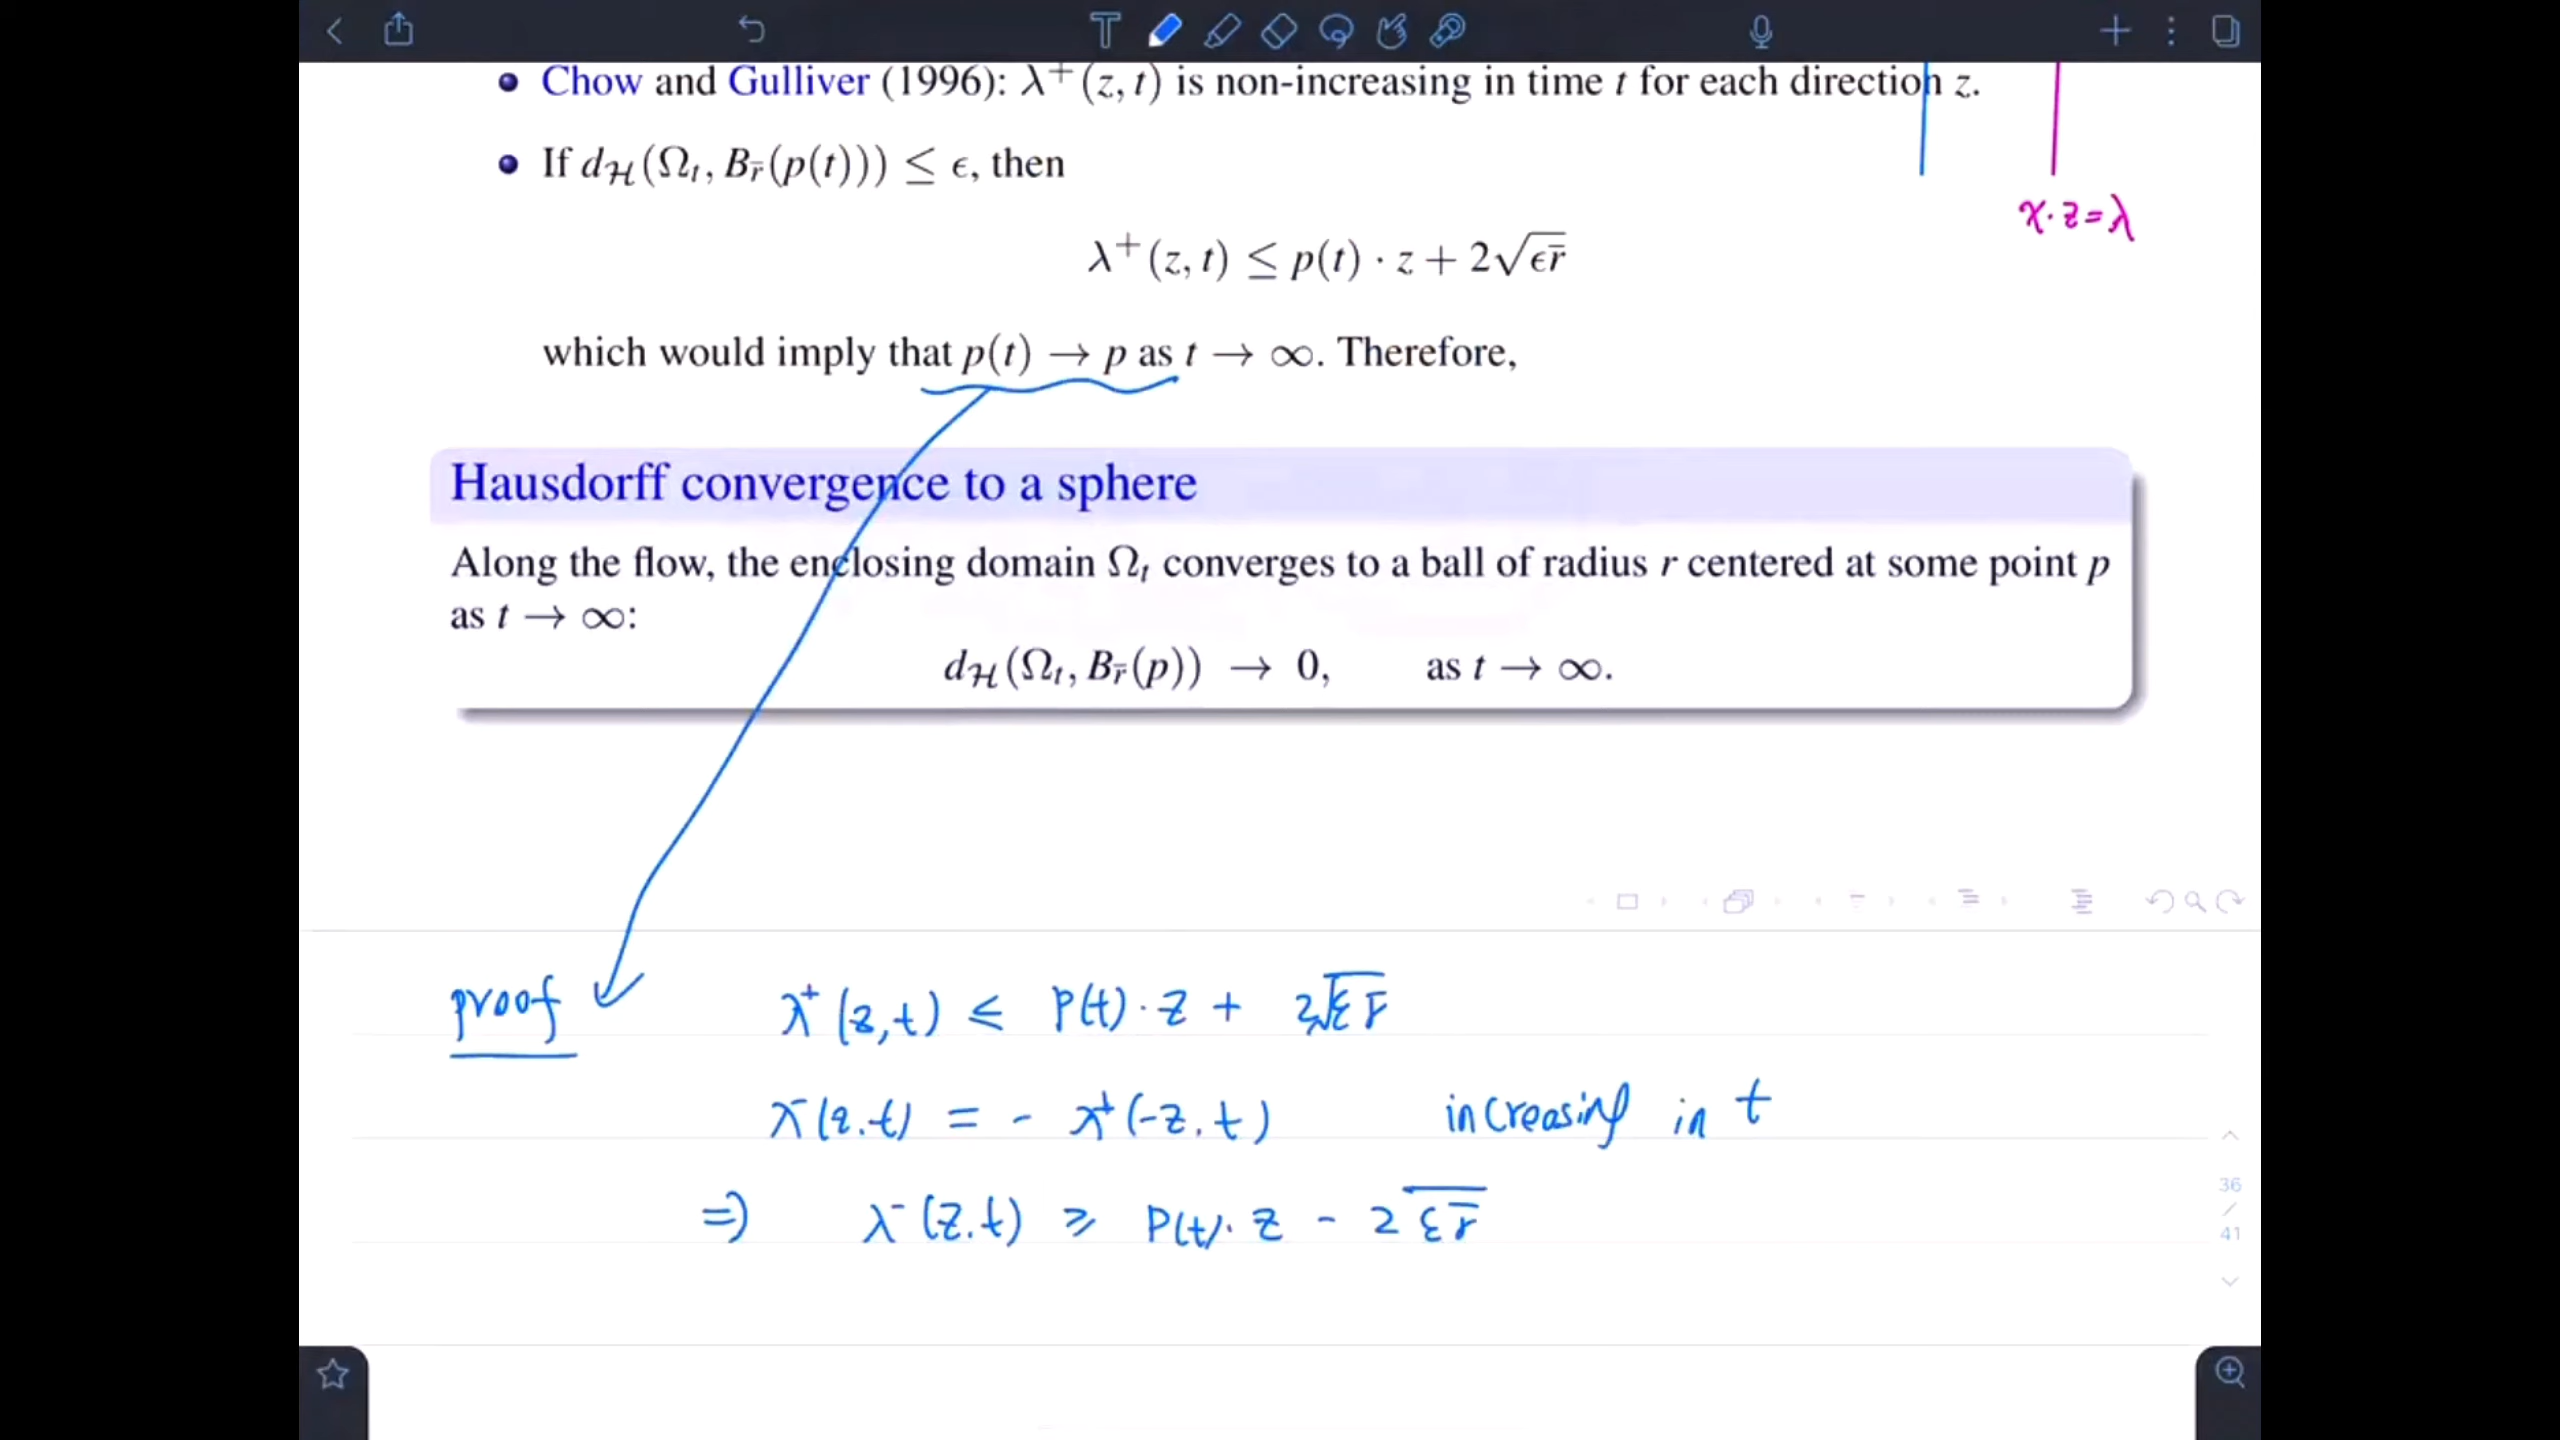 • Chow and Gulliver (1996): λ⁺(z, t) is non-increasing in time t for each direction z.
• If d_ℋ(Ω_t, B_r̄(p(t))) ≤ ϵ, then
x·z=λ
λ⁺(z, t) ≤ p(t) · z + 2√(ϵr̄)
which would imply that p(t) → p as t → ∞. Therefore,
Hausdorff convergence to a sphere
Along the flow, the enclosing domain Ω_t converges to a ball of radius r centered at some point p
as t → ∞:
d_ℋ(Ω_t, B_r̄(p)) → 0, as t → ∞.
proof λ⁺(z,t) ≤ p(t)·z + 2√(ε r̄)
λ⁻(z.t) = - λ⁺(-z.t) increasing in t
⇒ λ⁻(z.t) ≥ p(t)·z - 2 ‾ε r̄
36
/
41